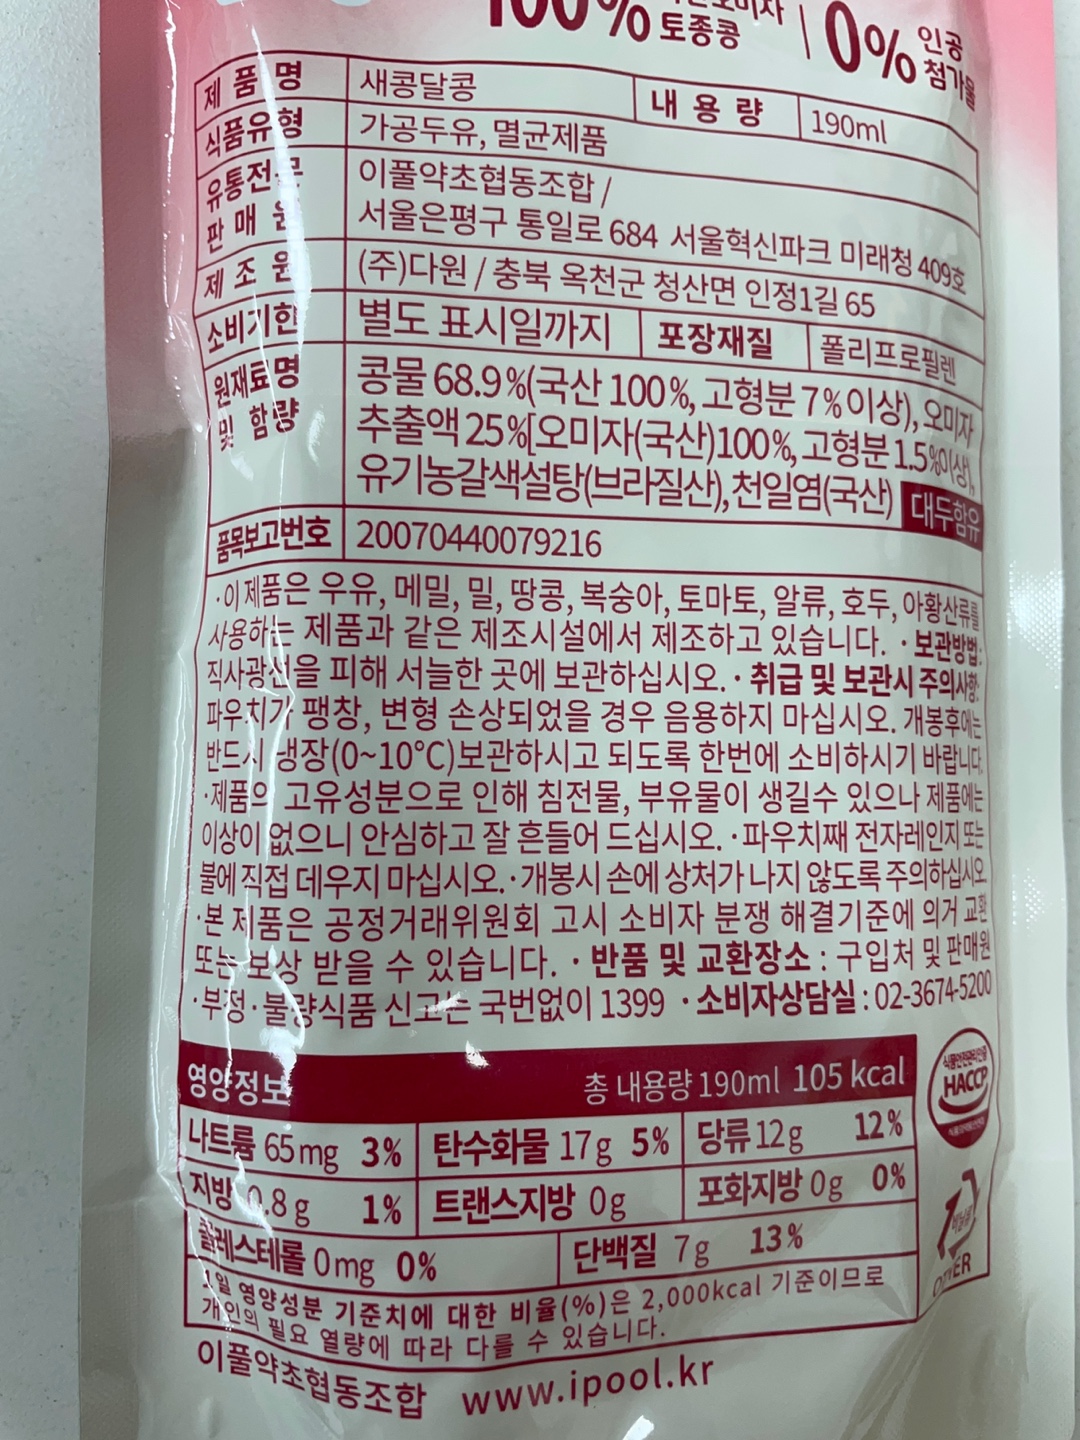 100% 토종콩 | 0% 인공 첨가물
제 품 명 새콩달콩 내 용 량 190ml
식품유형 가공두유, 멸균제품
유통전문 판 매 원 이풀약초협동조합 /
서울은평구 통일로 684 서울혁신파크 미래청 409호
제 조 원 (주)다원 / 충북 옥천군 청산면 인정1길 65
소비기한 별도 표시일까지 포장재질 폴리프로필렌
원재료명 및 함량 콩물 68.9%(국산 100%, 고형분 7%이상), 오미자
추출액 25%[오미자(국산)100%, 고형분 1.5%이상],
유기농갈색설탕(브라질산), 천일염(국산) 대두함유
품목보고번호 20070440079216
·이 제품은 우유, 메밀, 밀, 땅콩, 복숭아, 토마토, 알류, 호두, 아황산류를
사용하는 제품과 같은 제조시설에서 제조하고 있습니다. ·보관방법:
직사광선을 피해 서늘한 곳에 보관하십시오. ·취급 및 보관시 주의사항:
파우치가 팽창, 변형 손상되었을 경우 음용하지 마십시오. 개봉후에는
반드시 냉장(0~10℃)보관하시고 되도록 한번에 소비하시기 바랍니다.
·제품의 고유성분으로 인해 침전물, 부유물이 생길수 있으나 제품에는
이상이 없으니 안심하고 잘 흔들어 드십시오. ·파우치째 전자레인지 또는
불에 직접 데우지 마십시오. ·개봉시 손에 상처가 나지 않도록 주의하십시오.
·본 제품은 공정거래위원회 고시 소비자 분쟁 해결기준에 의거 교환
또는 보상 받을 수 있습니다. ·반품 및 교환장소 : 구입처 및 판매원
·부정·불량식품 신고는 국번없이 1399 ·소비자상담실 : 02-3674-5200
영양정보 총 내용량 190ml 105 kcal
나트륨 65mg 3% 탄수화물 17g 5% 당류 12g 12%
지방 0.8g 1% 트랜스지방 0g 포화지방 0g 0%
콜레스테롤 0mg 0% 단백질 7g 13%
1일 영양성분 기준치에 대한 비율(%)은 2,000kcal 기준이므로
개인의 필요 열량에 따라 다를 수 있습니다.
HACCP
비닐류
OTHER
이풀약초협동조합 www.ipool.kr